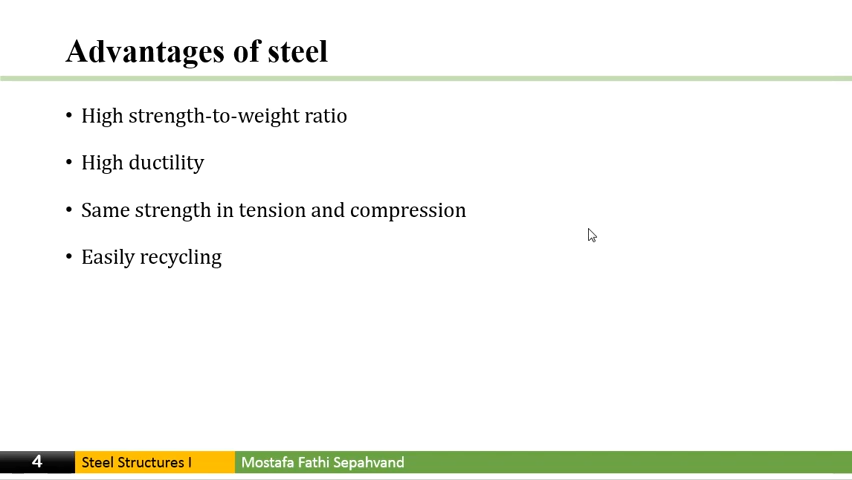 Advantages of steel
• High strength-to-weight ratio
• High ductility
• Same strength in tension and compression
• Easily recycling
4 Steel Structures I Mostafa Fathi Sepahvand